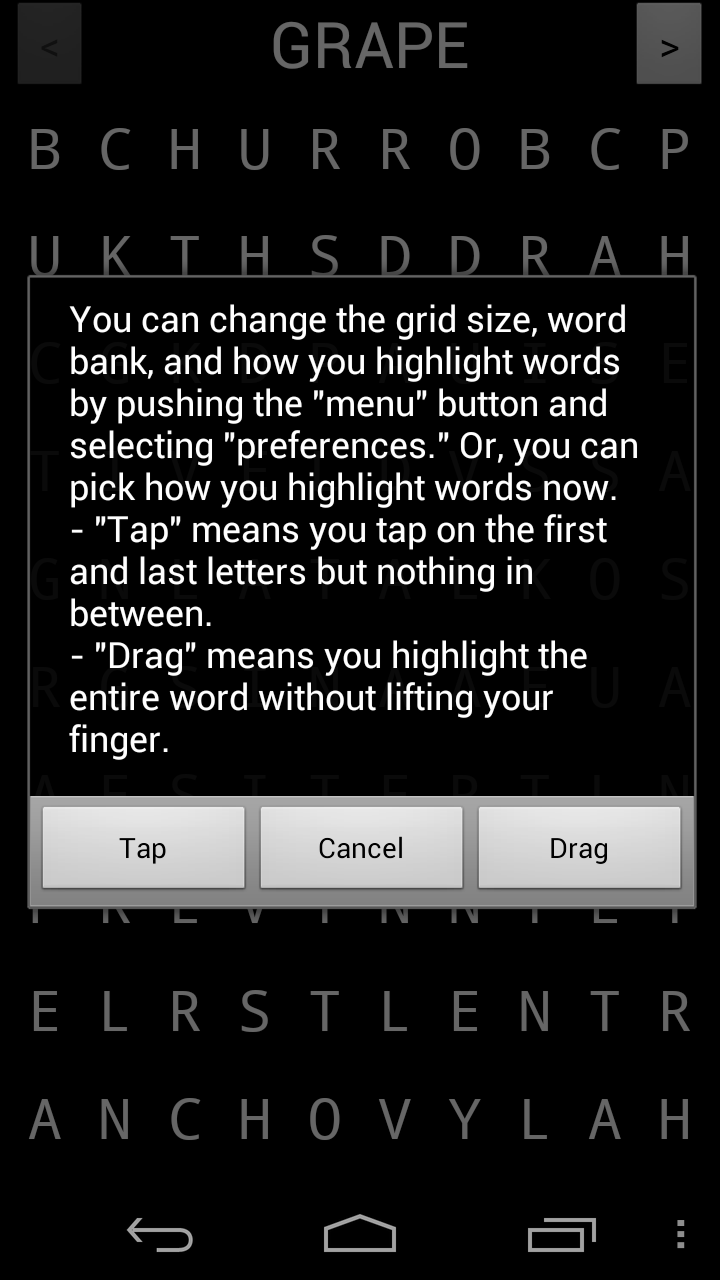 < GRAPE >
B C H U R R O B C P
U K T H S D D R A H
You can change the grid size, word
bank, and how you highlight words
by pushing the "menu" button and
selecting "preferences." Or, you can
pick how you highlight words now.
- "Tap" means you tap on the first
and last letters but nothing in
between.
- "Drag" means you highlight the
entire word without lifting your
finger.
Tap Cancel Drag
E L R S T L E N T R
A N C H O V Y L A H